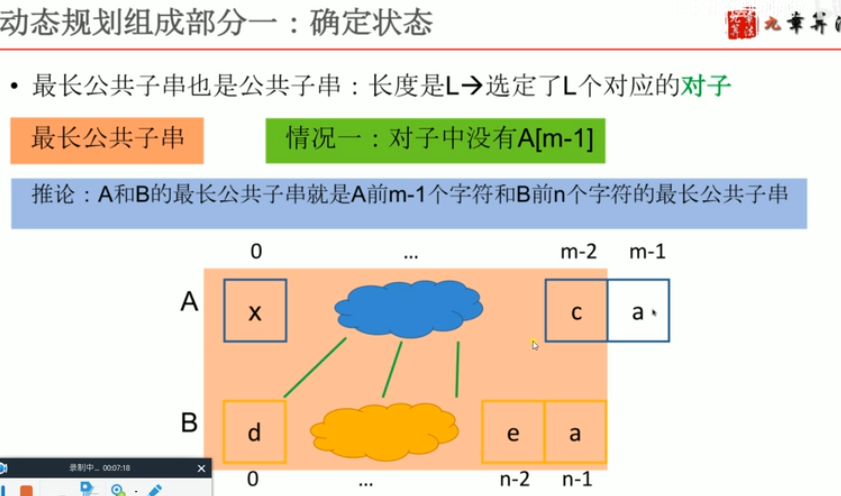 动态规划组成部分一：确定状态
九章算法
• 最长公共子串也是公共子串：长度是L→选定了L个对应的对子
最长公共子串 情况一：对子中没有A[m-1]
推论：A和B的最长公共子串就是A前m-1个字符和B前n个字符的最长公共子串
0 ... m-2 m-1
A x c a
B d e a
0 ... n-2 n-1
录制中... 00:07:18